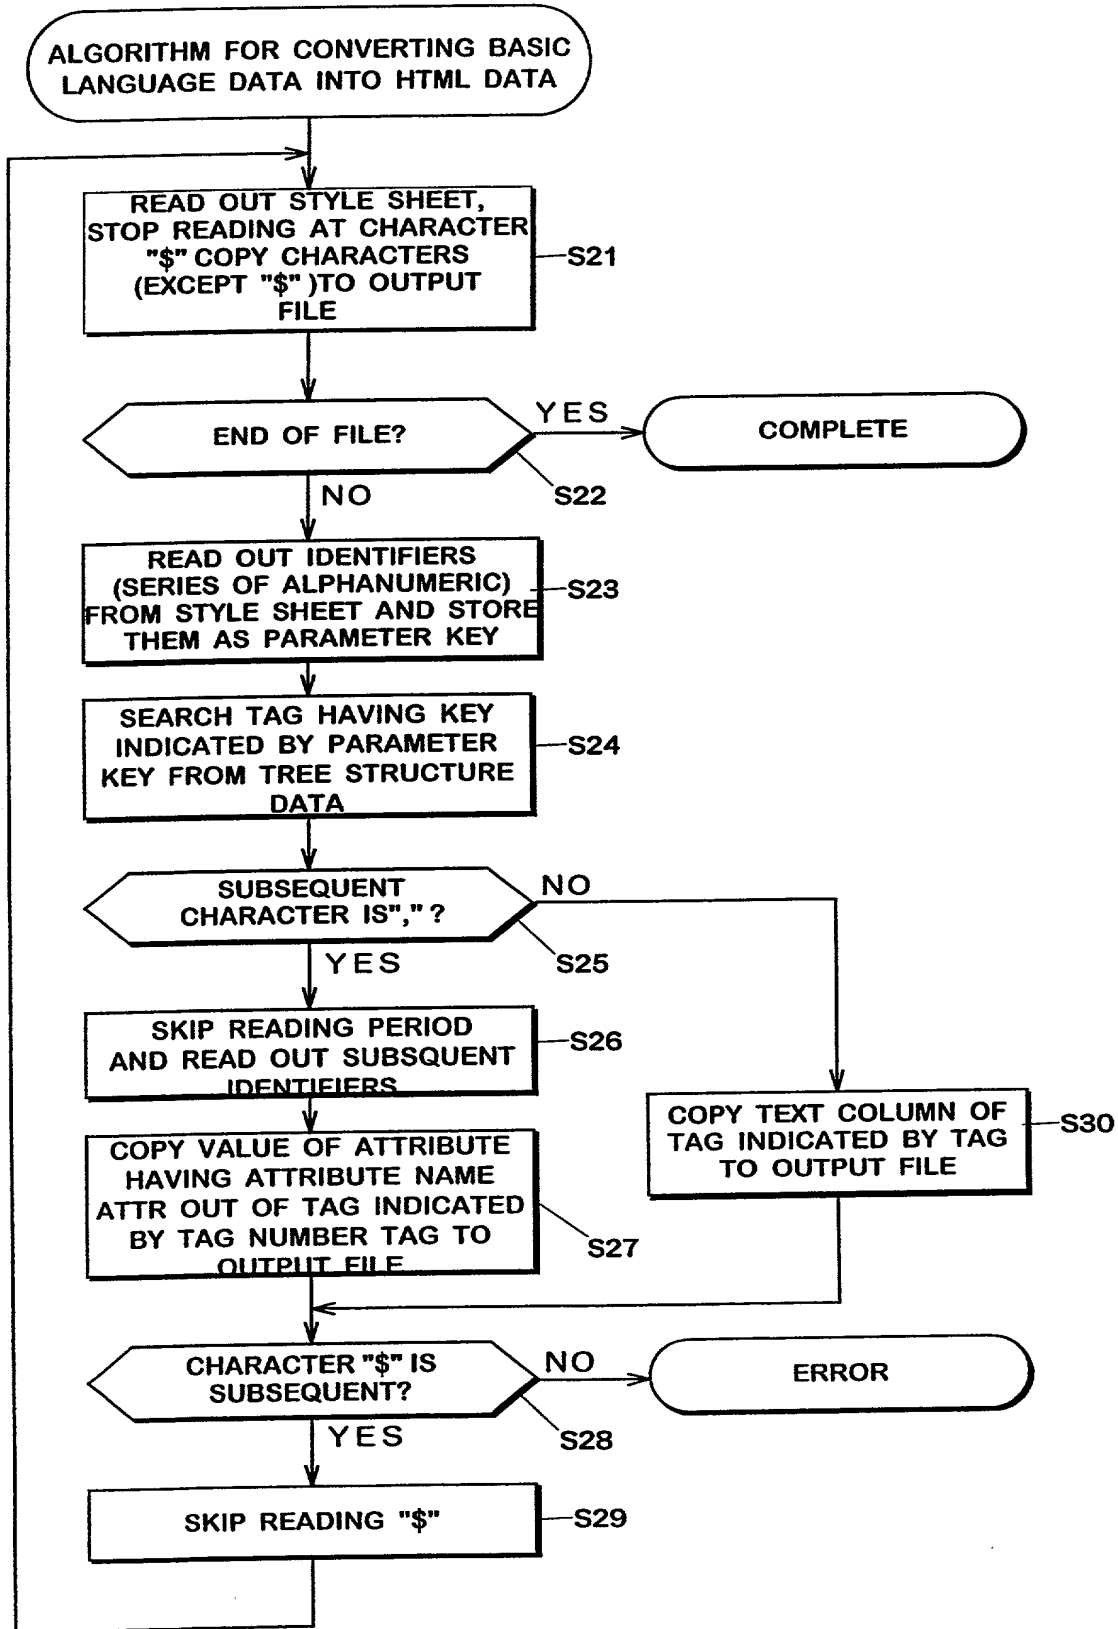 ALGORITHM FOR CONVERTING BASIC
LANGUAGE DATA INTO HTML DATA
READ OUT STYLE SHEET,
STOP READING AT CHARACTER
"$" COPY CHARACTERS
(EXCEPT "$" )TO OUTPUT
FILE
S21
END OF FILE?
YES
COMPLETE
S22
NO
READ OUT IDENTIFIERS
(SERIES OF ALPHANUMERIC)
FROM STYLE SHEET AND STORE
THEM AS PARAMETER KEY
S23
SEARCH TAG HAVING KEY
INDICATED BY PARAMETER
KEY FROM TREE STRUCTURE
DATA
S24
SUBSEQUENT
CHARACTER IS"," ?
NO
S25
YES
SKIP READING PERIOD
AND READ OUT SUBSQUENT
IDENTIFIERS
S26
COPY TEXT COLUMN OF
TAG INDICATED BY TAG
TO OUTPUT FILE
S30
COPY VALUE OF ATTRIBUTE
HAVING ATTRIBUTE NAME
ATTR OUT OF TAG INDICATED
BY TAG NUMBER TAG TO
OUTPUT FILE
S27
CHARACTER "$" IS
SUBSEQUENT?
NO
ERROR
S28
YES
SKIP READING "$"
S29